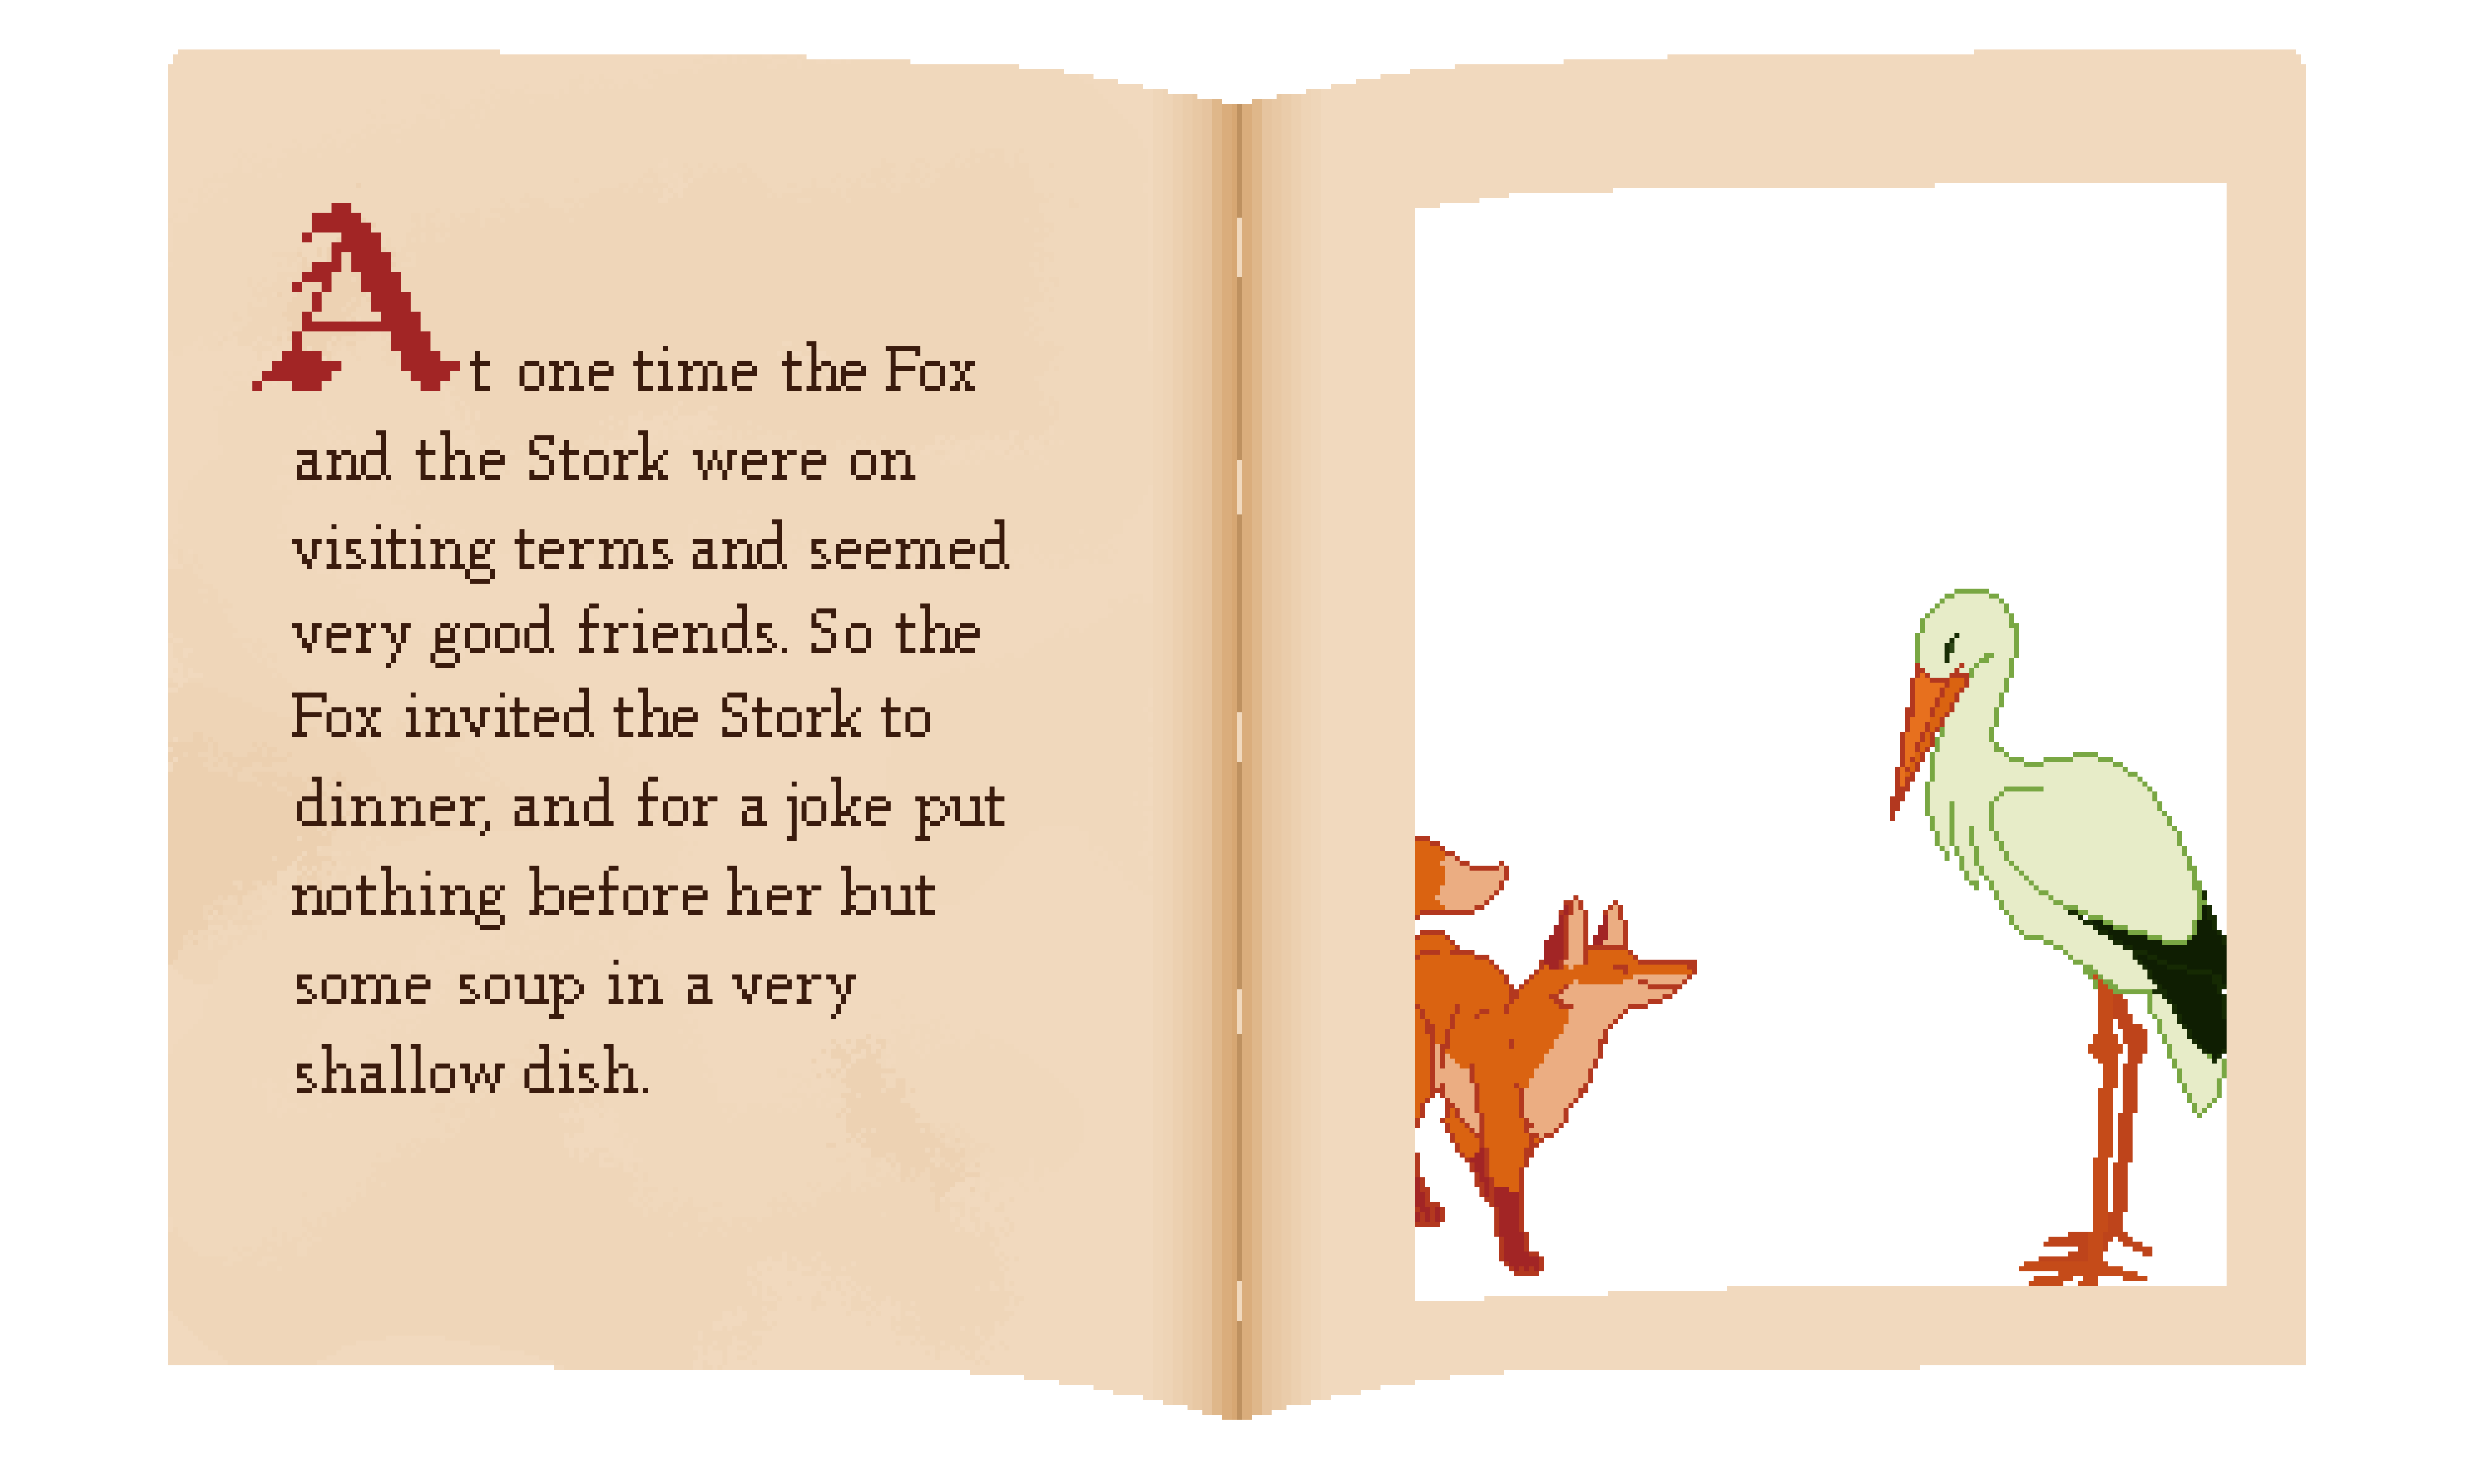 At one time the Fox
and the Stork were on
visiting terms and seemed
very good friends. So the
Fox invited the Stork to
dinner, and for a joke put
nothing before her but
some soup in a very
shallow dish.